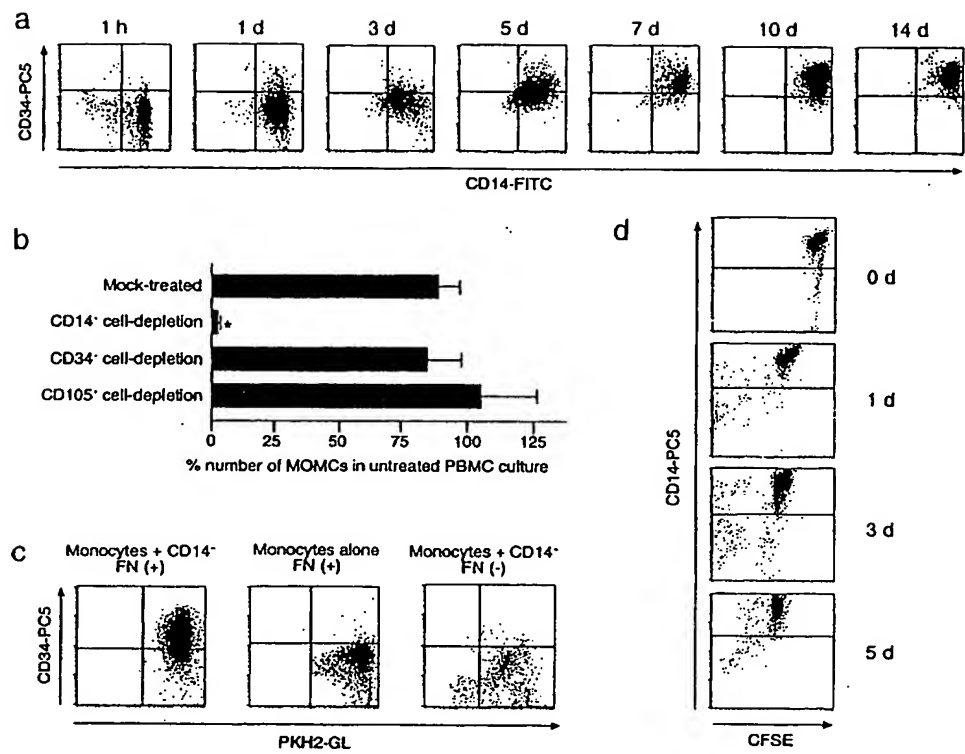 a
1 h 1 d 3 d 5 d 7 d 10 d 14 d
CD34-PC5
CD14-FITC
b
Mock-treated
CD14⁺ cell-depletion
*
CD34⁺ cell-depletion
CD105⁺ cell-depletion
0 25 50 75 100 125
% number of MOMCs in untreated PBMC culture
c
Monocytes + CD14⁻
FN (+)
Monocytes alone
FN (+)
Monocytes + CD14⁻
FN (-)
CD34-PC5
PKH2-GL
d
0 d
1 d
3 d
5 d
CD14-PC5
CFSE